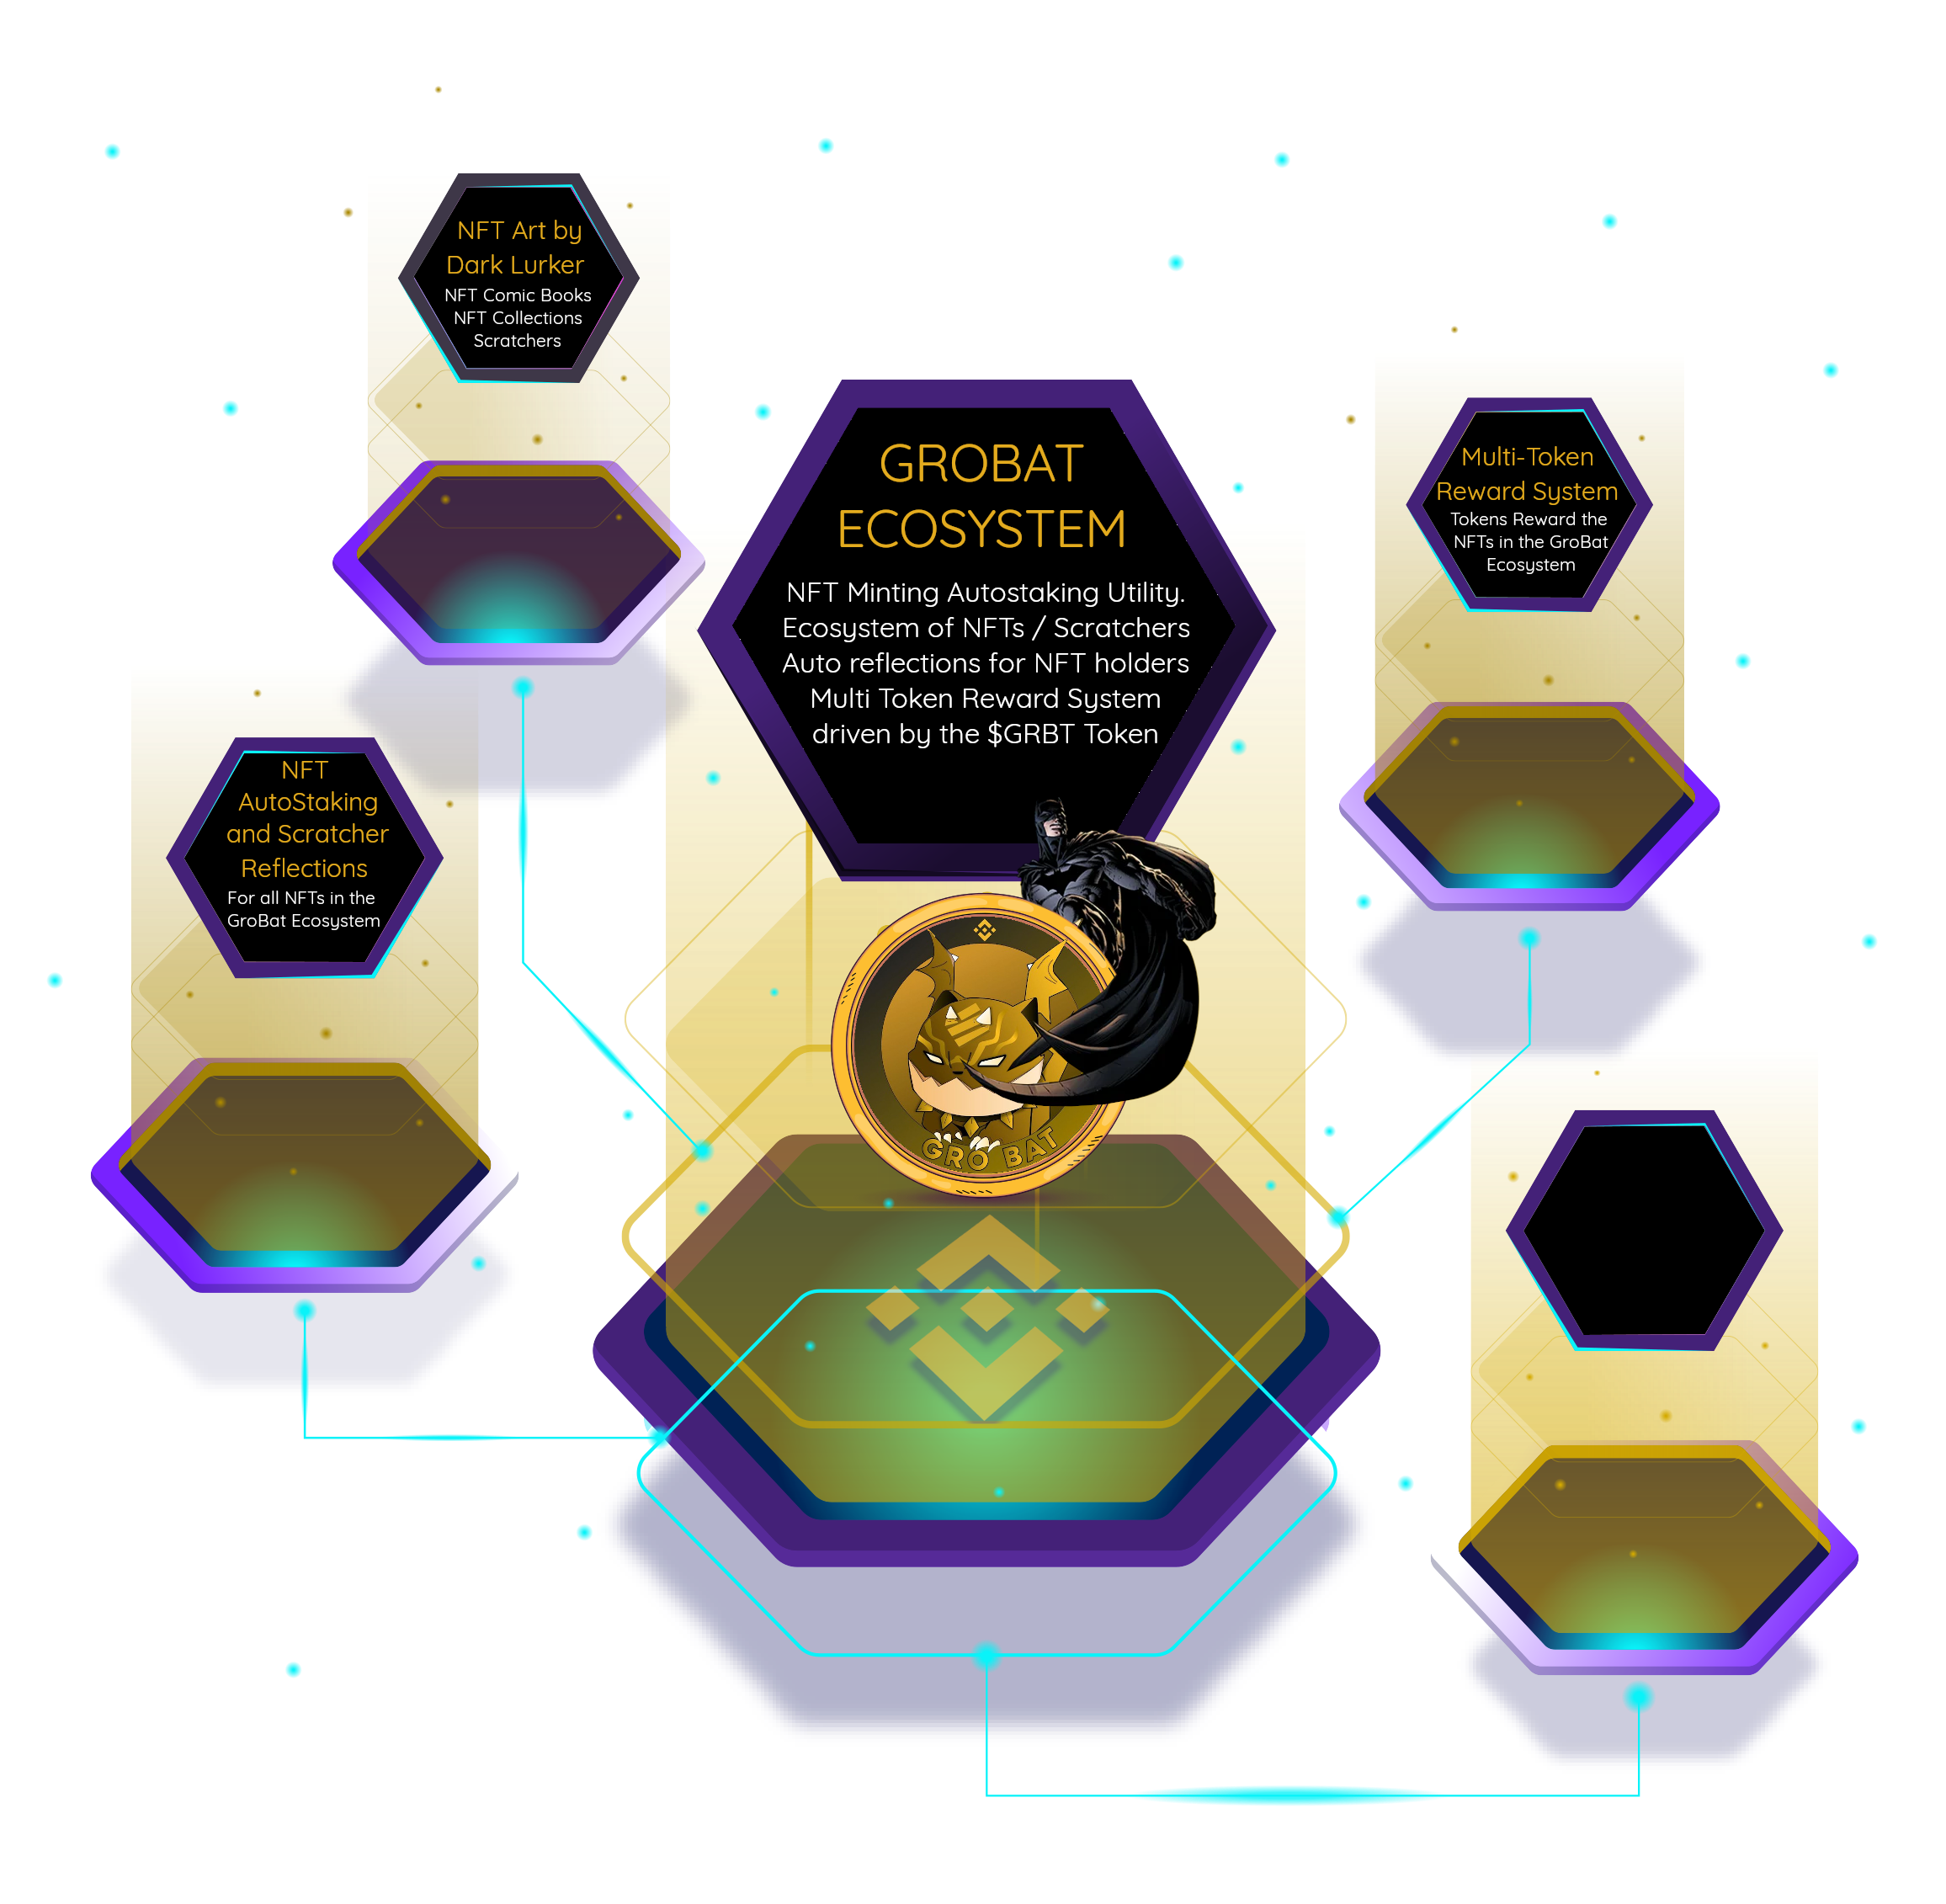 NFT Art by
Dark Lurker
NFT Comic Books
NFT Collections
Scratchers
GROBAT
ECOSYSTEM
NFT Minting Autostaking Utility.
Ecosystem of NFTs / Scratchers
Auto reflections for NFT holders
Multi Token Reward System
driven by the $GRBT Token
Multi-Token
Reward System
Tokens Reward the
NFTs in the GroBat
Ecosystem
NFT
AutoStaking
and Scratcher
Reflections
For all NFTs in the
GroBat Ecosystem
GRO BAT